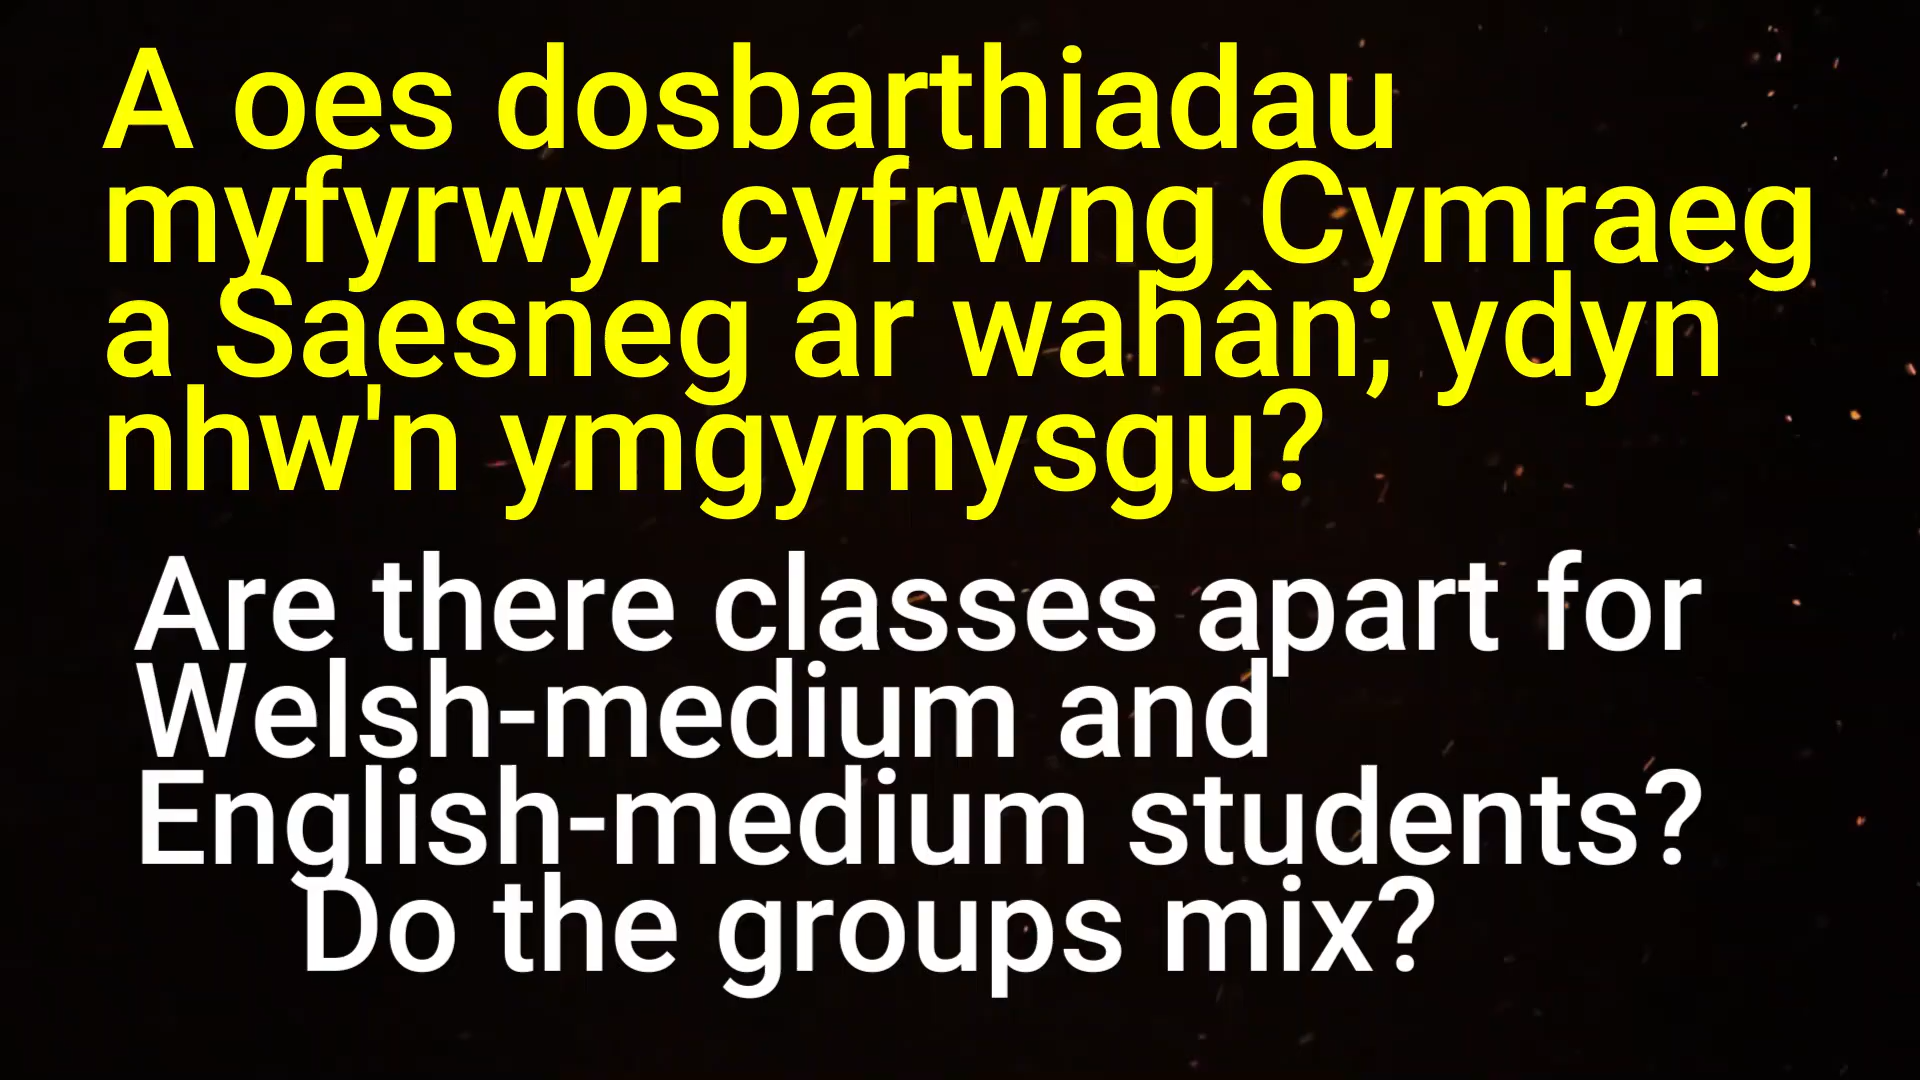 A oes dosbarthiadau
myfyrwyr cyfrwng Cymraeg
a Saesneg ar wahân; ydyn
nhw'n ymgymysgu?
Are there classes apart for
Welsh-medium and
English-medium students?
Do the groups mix?